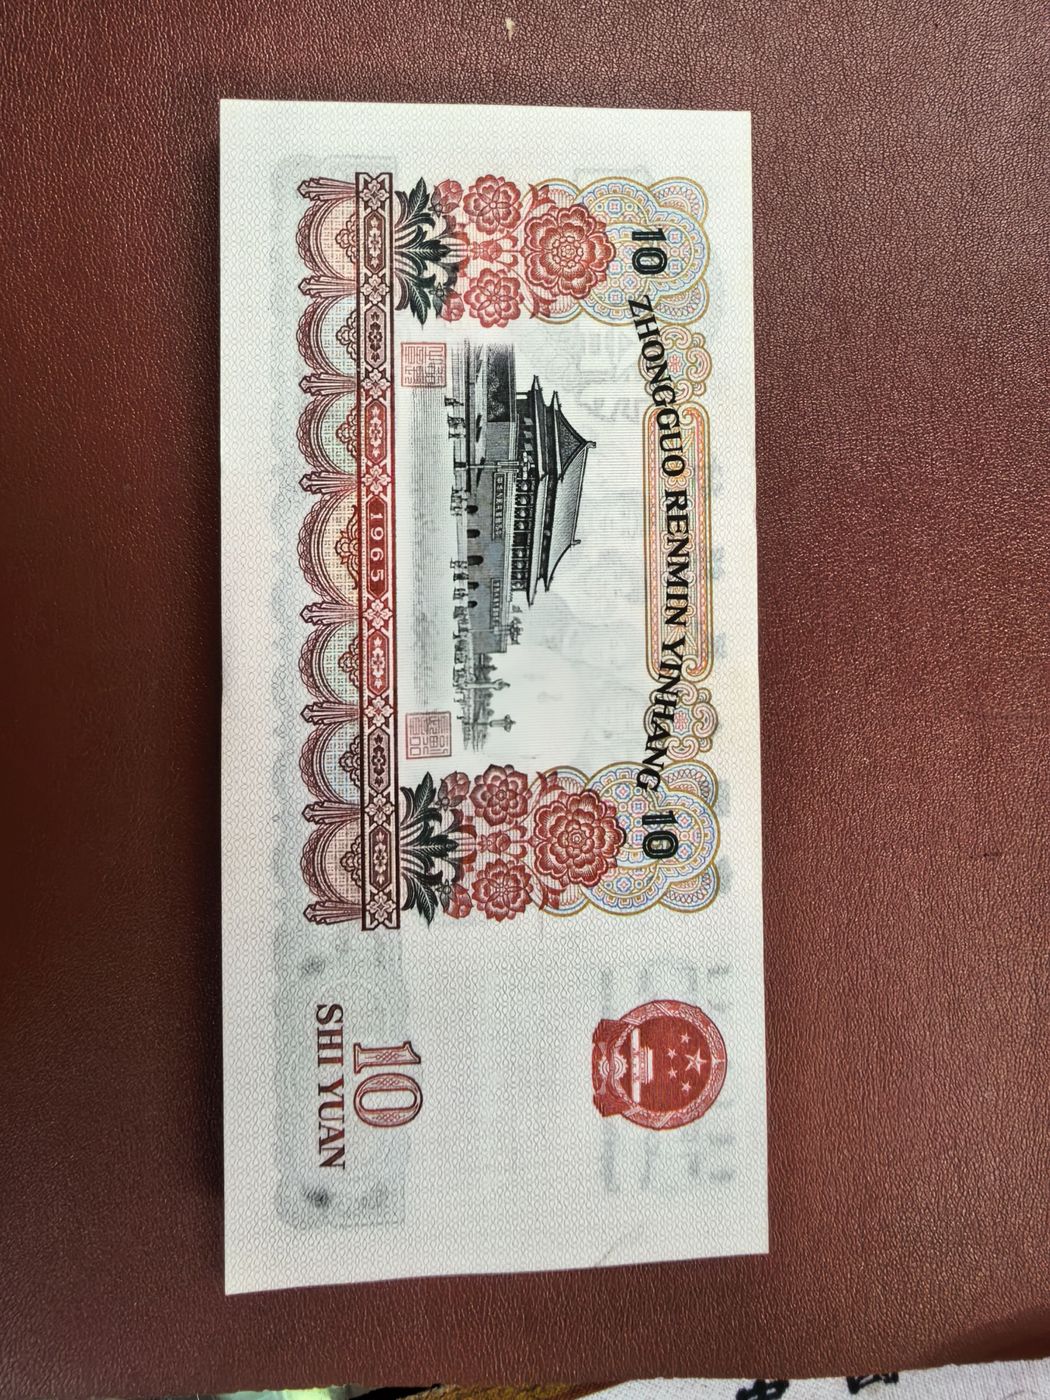 10 ZHONGGUO RENMIN YINHANG 10
1965
10
SHI YUAN